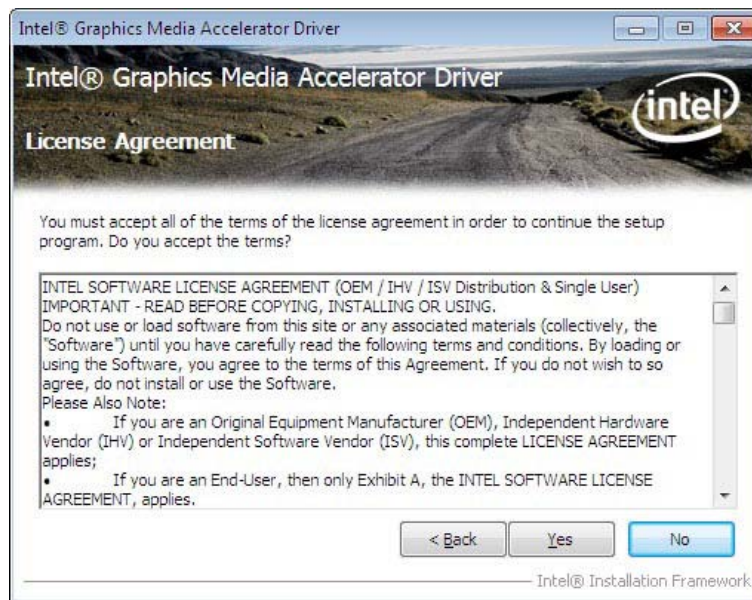 Intel® Graphics Media Accelerator Driver
Intel® Graphics Media Accelerator Driver
intel
License Agreement
You must accept all of the terms of the license agreement in order to continue the setup
program. Do you accept the terms?
INTEL SOFTWARE LICENSE AGREEMENT (OEM / IHV / ISV Distribution & Single User)
IMPORTANT - READ BEFORE COPYING, INSTALLING OR USING.
Do not use or load software from this site or any associated materials (collectively, the
"Software") until you have carefully read the following terms and conditions. By loading or
using the Software, you agree to the terms of this Agreement. If you do not wish to so
agree, do not install or use the Software.
Please Also Note:
• If you are an Original Equipment Manufacturer (OEM), Independent Hardware
Vendor (IHV) or Independent Software Vendor (ISV), this complete LICENSE AGREEMENT
applies;
• If you are an End-User, then only Exhibit A, the INTEL SOFTWARE LICENSE
AGREEMENT, applies.
< Back Yes No
Intel® Installation Framework